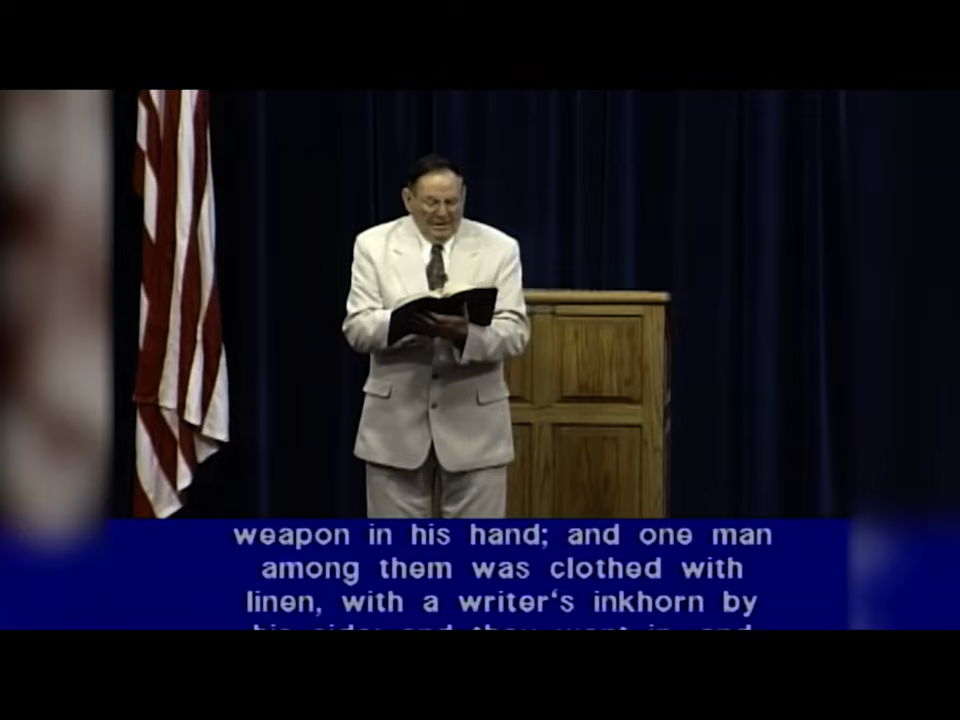 weapon in his hand; and one man
among them was clothed with
linen, with a writer‘s inkhorn by